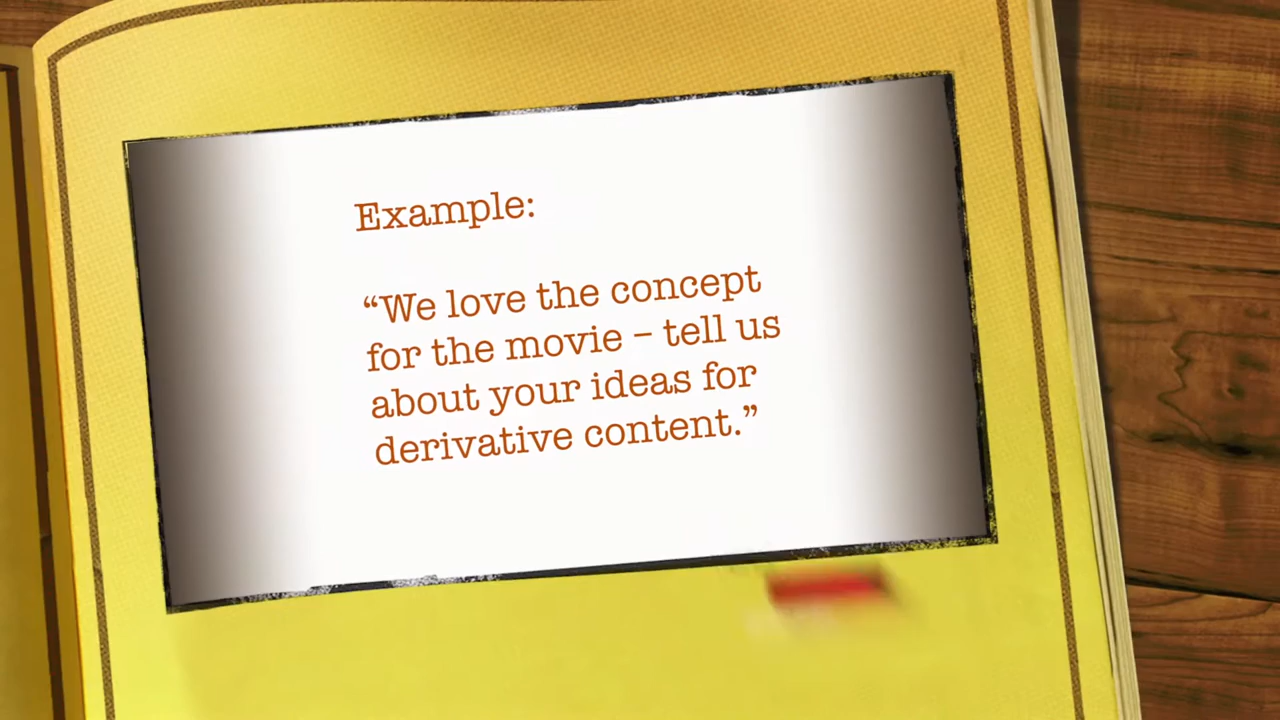 Example:
“We love the concept
for the movie – tell us
about your ideas for
derivative content.”